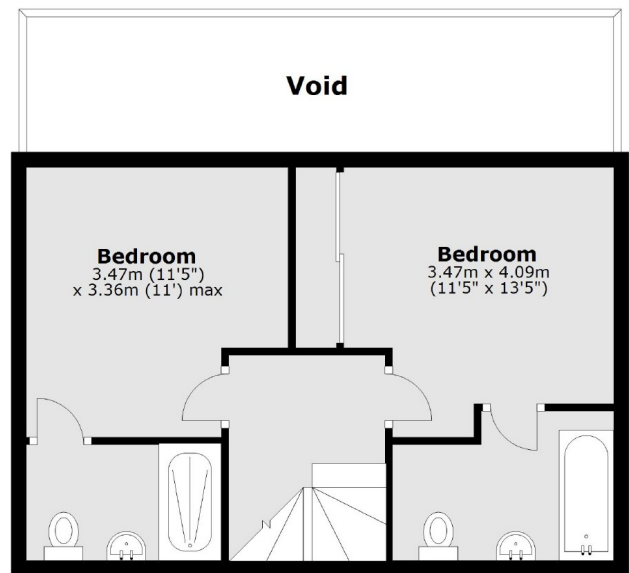 Void
Bedroom
3.47m (11'5")
x 3.36m (11') max
Bedroom
3.47m x 4.09m
(11'5" x 13'5")